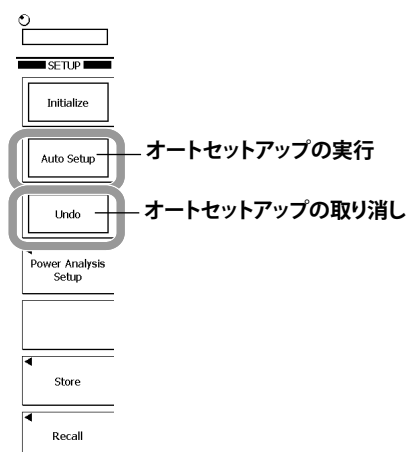 SETUP
Initialize
Auto Setup
オートセットアップの実行
Undo
オートセットアップの取り消し
Power Analysis
Setup
Store
Recall